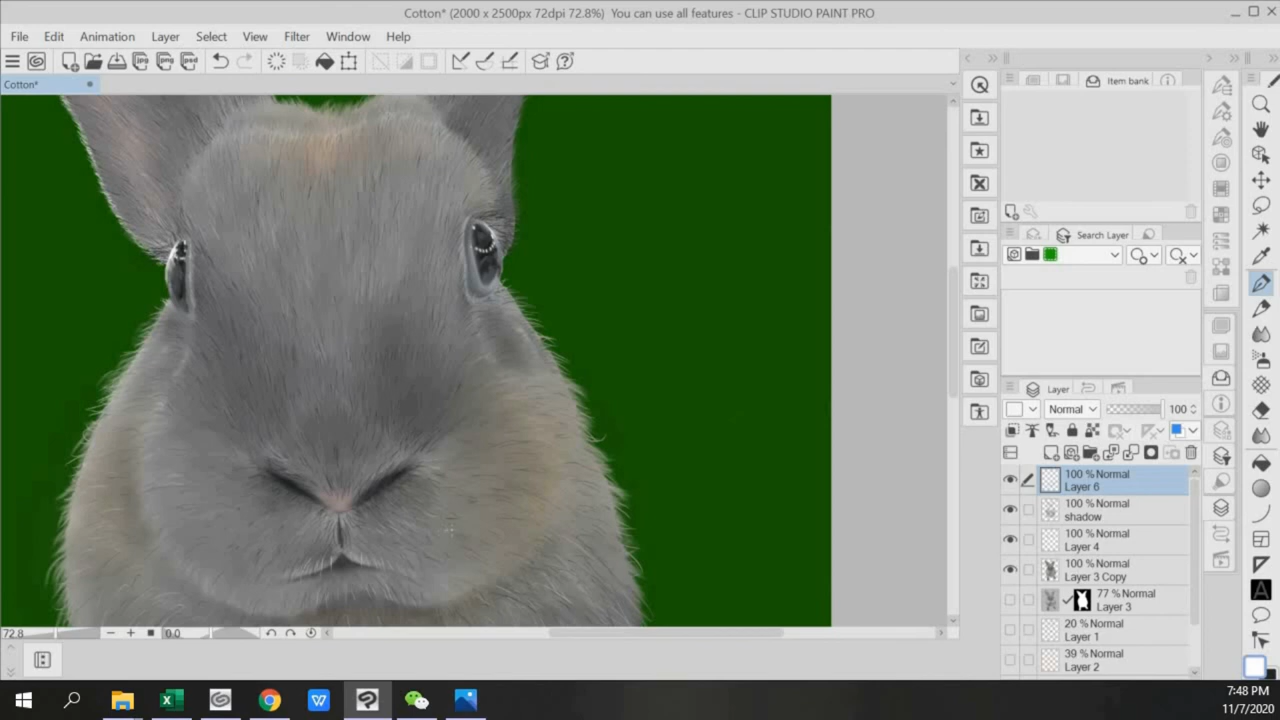 Cotton* (2000 x 2500px 72dpi 72.8%) You can use all features - CLIP STUDIO PAINT PRO
File Edit Animation Layer Select View Filter Window Help
Cotton*
Item bank
Search Layer
Layer
Normal 100
100 % Normal
Layer 6
100 % Normal
shadow
100 % Normal
Layer 4
100 % Normal
Layer 3 Copy
77 % Normal
Layer 3
20 % Normal
Layer 1
39 % Normal
Layer 2
72.8 0.0
7:48 PM
11/7/2020